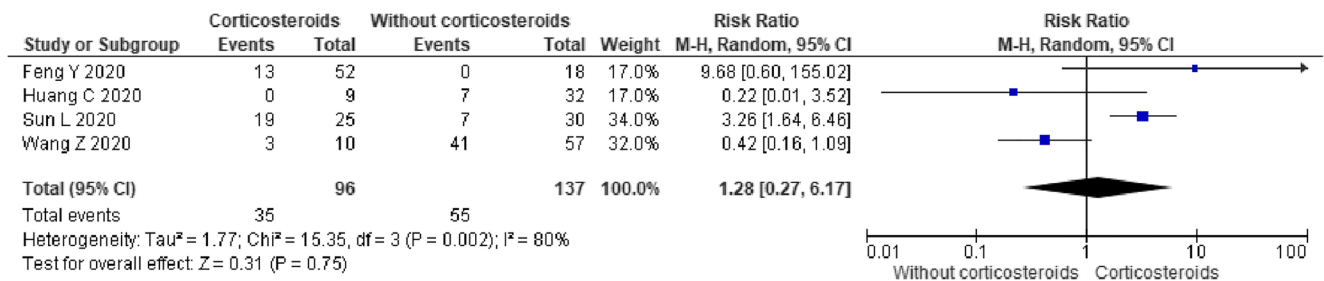 Corticosteroids Without corticosteroids Risk Ratio Risk Ratio
Study or Subgroup Events Total Events Total Weight M-H, Random, 95% CI M-H, Random, 95% CI
Feng Y 2020 13 52 0 18 17.0% 9.68 [0.60, 155.02]
Huang C 2020 0 9 7 32 17.0% 0.22 [0.01, 3.52]
Sun L 2020 19 25 7 30 34.0% 3.26 [1.64, 6.46]
Wang Z 2020 3 10 41 57 32.0% 0.42 [0.16, 1.09]
Total (95% CI) 96 137 100.0% 1.28 [0.27, 6.17]
Total events 35 55
Heterogeneity: Tau² = 1.77; Chi² = 15.35, df = 3 (P = 0.002); I² = 80%
Test for overall effect: Z = 0.31 (P = 0.75)
0.01 0.1 1 10 100
Without corticosteroids Corticosteroids